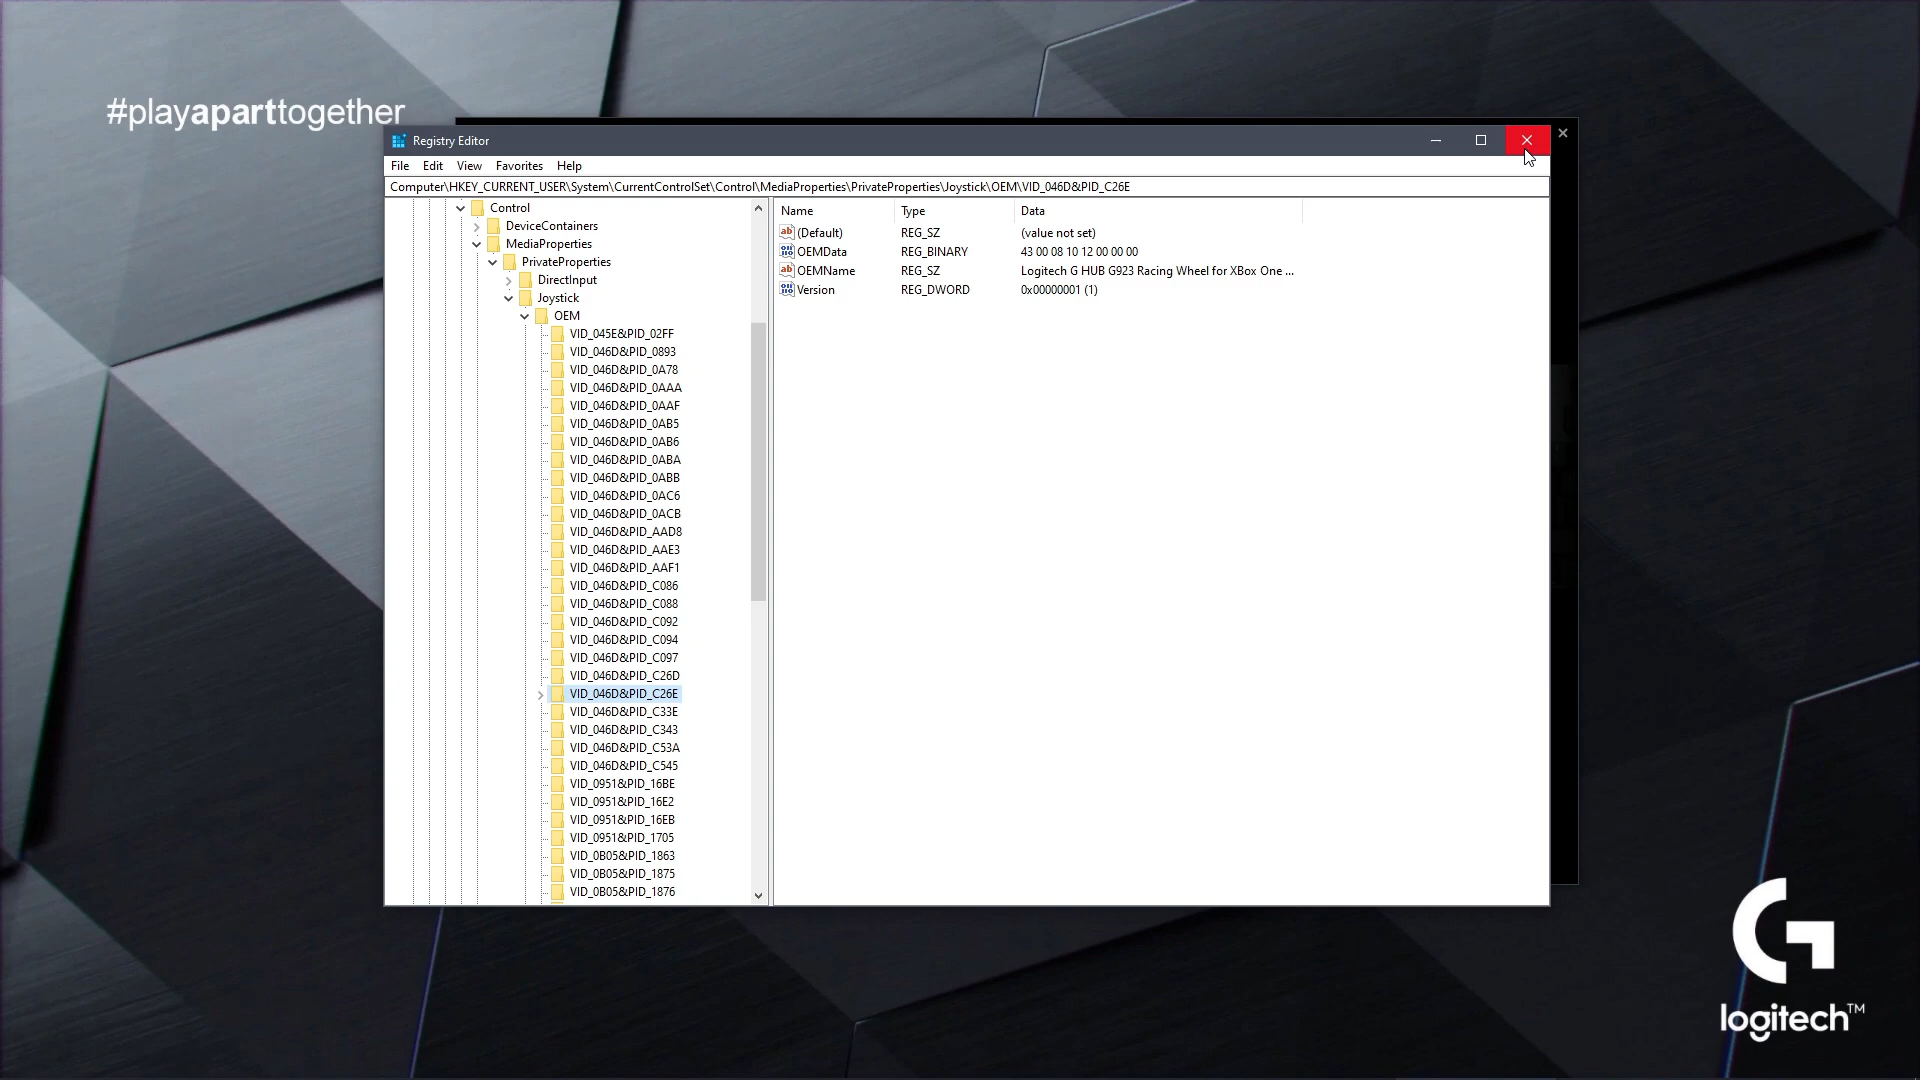 #playaparttogether
Registry Editor
File Edit View Favorites Help
Computer\HKEY_CURRENT_USER\System\CurrentControlSet\Control\MediaProperties\PrivateProperties\Joystick\OEM\VID_046D&PID_C26E
Control
DeviceContainers
MediaProperties
PrivateProperties
DirectInput
Joystick
OEM
VID_045E&PID_02FF
VID_046D&PID_0893
VID_046D&PID_0A78
VID_046D&PID_0AAA
VID_046D&PID_0AAF
VID_046D&PID_0AB5
VID_046D&PID_0AB6
VID_046D&PID_0ABA
VID_046D&PID_0ABB
VID_046D&PID_0AC6
VID_046D&PID_0ACB
VID_046D&PID_AAD8
VID_046D&PID_AAE3
VID_046D&PID_AAF1
VID_046D&PID_C086
VID_046D&PID_C088
VID_046D&PID_C092
VID_046D&PID_C094
VID_046D&PID_C097
VID_046D&PID_C26D
VID_046D&PID_C26E
VID_046D&PID_C33E
VID_046D&PID_C343
VID_046D&PID_C53A
VID_046D&PID_C545
VID_0951&PID_16BE
VID_0951&PID_16E2
VID_0951&PID_16EB
VID_0951&PID_1705
VID_0B05&PID_1863
VID_0B05&PID_1875
VID_0B05&PID_1876
Name Type Data
(Default) REG_SZ (value not set)
OEMData REG_BINARY 43 00 08 10 12 00 00 00
OEMName REG_SZ Logitech G HUB G923 Racing Wheel for XBox One ...
Version REG_DWORD 0x00000001 (1)
logitech™